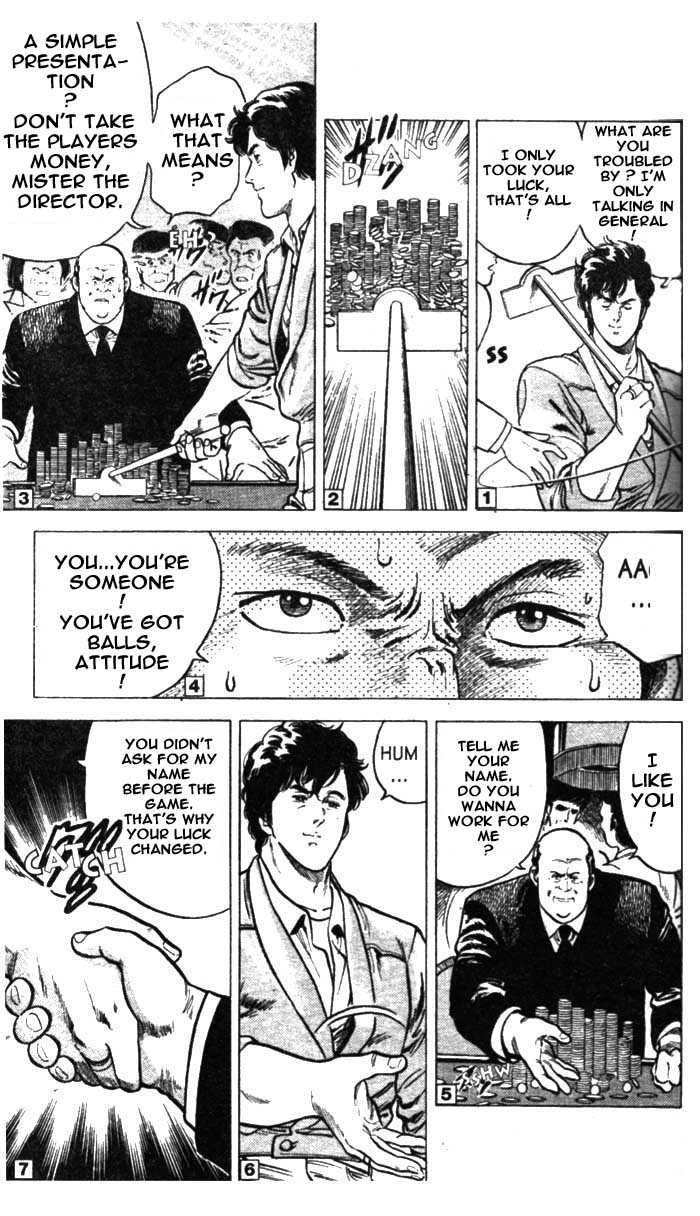 WHAT ARE
YOU
TROUBLED
BY ? I'M
ONLY
TALKING IN
GENERAL
!
I ONLY
TOOK YOUR
LUCK,
THAT'S ALL
!
SS
1
DZANG
2
WHAT
THAT
MEANS
?
A SIMPLE
PRESENTA-
TION
?
DON'T TAKE
THE PLAYERS
MONEY,
MISTER THE
DIRECTOR.
EH ?
3
AA
...
YOU...YOU'RE
SOMEONE
!
YOU'VE GOT
BALLS,
ATTITUDE
!
4
I
LIKE
YOU
!
TELL ME
YOUR
NAME.
DO YOU
WANNA
WORK FOR
ME
?
5
HUM
...
6
YOU DIDN'T
ASK FOR MY
NAME
BEFORE THE
GAME.
THAT'S WHY
YOUR LUCK
CHANGED.
CATCH
7